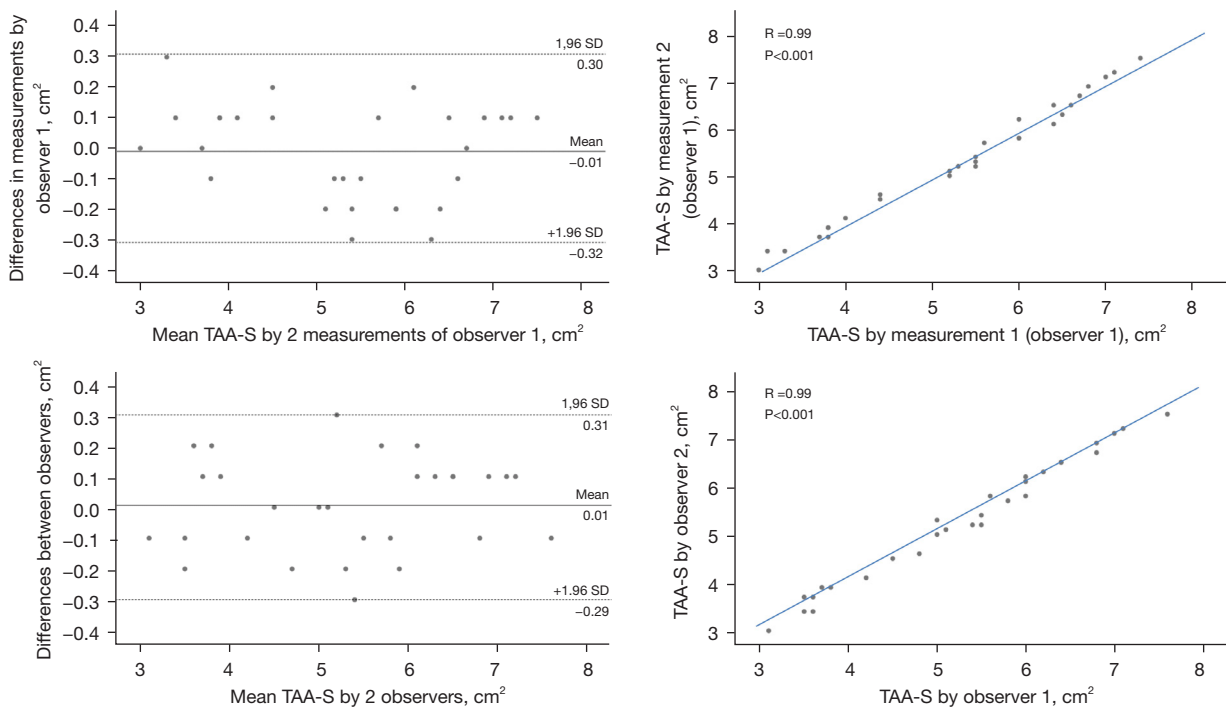 Differences in measurements by
observer 1, cm²
0.4
0.3
0.2
0.1
0.0
−0.1
−0.2
−0.3
−0.4
1,96 SD
0.30
Mean
−0.01
+1.96 SD
−0.32
3 4 5 6 7 8
Mean TAA-S by 2 measurements of observer 1, cm²
TAA-S by measurement 2
(observer 1), cm²
8
7
6
5
4
3
R =0.99
P<0.001
3 4 5 6 7 8
TAA-S by measurement 1 (observer 1), cm²
Differences between observers, cm²
0.4
0.3
0.2
0.1
0.0
−0.1
−0.2
−0.3
−0.4
1,96 SD
0.31
Mean
0.01
+1.96 SD
−0.29
3 4 5 6 7 8
Mean TAA-S by 2 observers, cm²
TAA-S by observer 2, cm²
8
7
6
5
4
3
R =0.99
P<0.001
3 4 5 6 7 8
TAA-S by observer 1, cm²